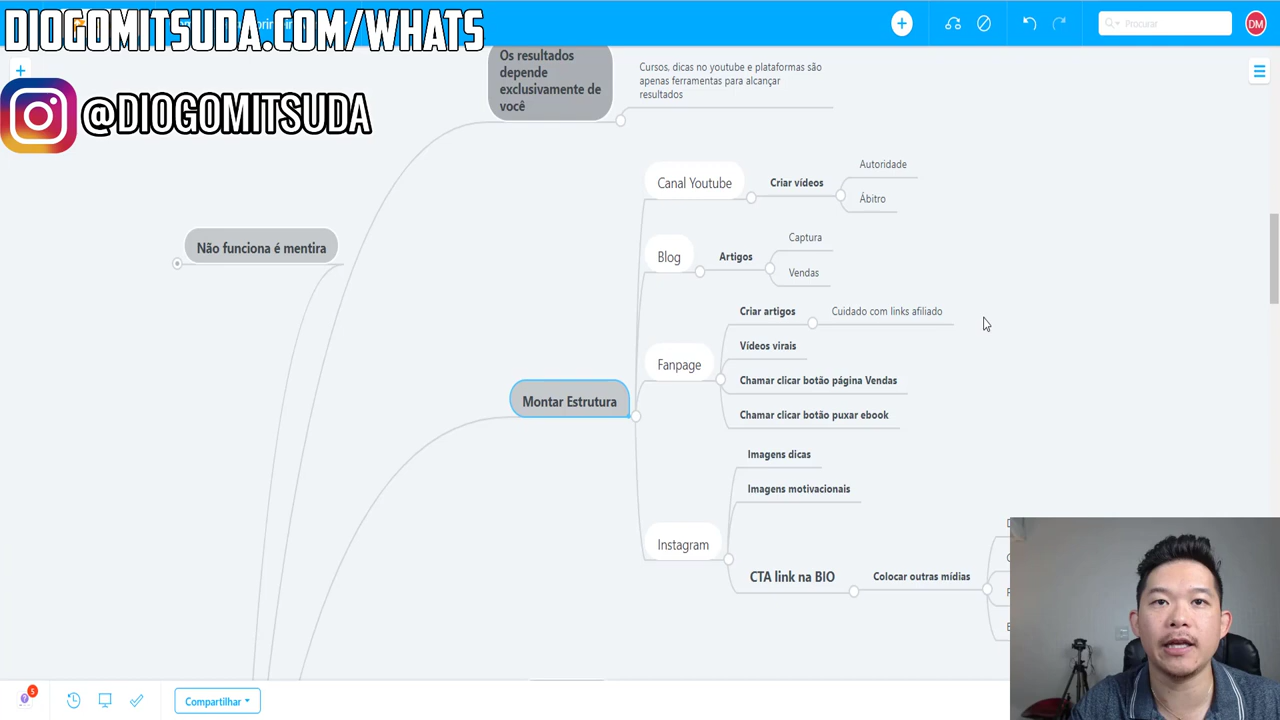 DIOGOMITSUDA.COM/WHATS
@DIOGOMITSUDA
Procurar
DM
Os resultados
depende
exclusivamente de
você
Cursos, dicas no youtube e plataformas são
apenas ferramentas para alcançar
resultados
Não funciona é mentira
Montar Estrutura
Canal Youtube
Criar vídeos
Autoridade
Ábitro
Blog
Artigos
Captura
Vendas
Fanpage
Criar artigos
Cuidado com links afiliado
Vídeos virais
Chamar clicar botão página Vendas
Chamar clicar botão puxar ebook
Instagram
Imagens dicas
Imagens motivacionais
CTA link na BIO
Colocar outras mídias
5
Compartilhar